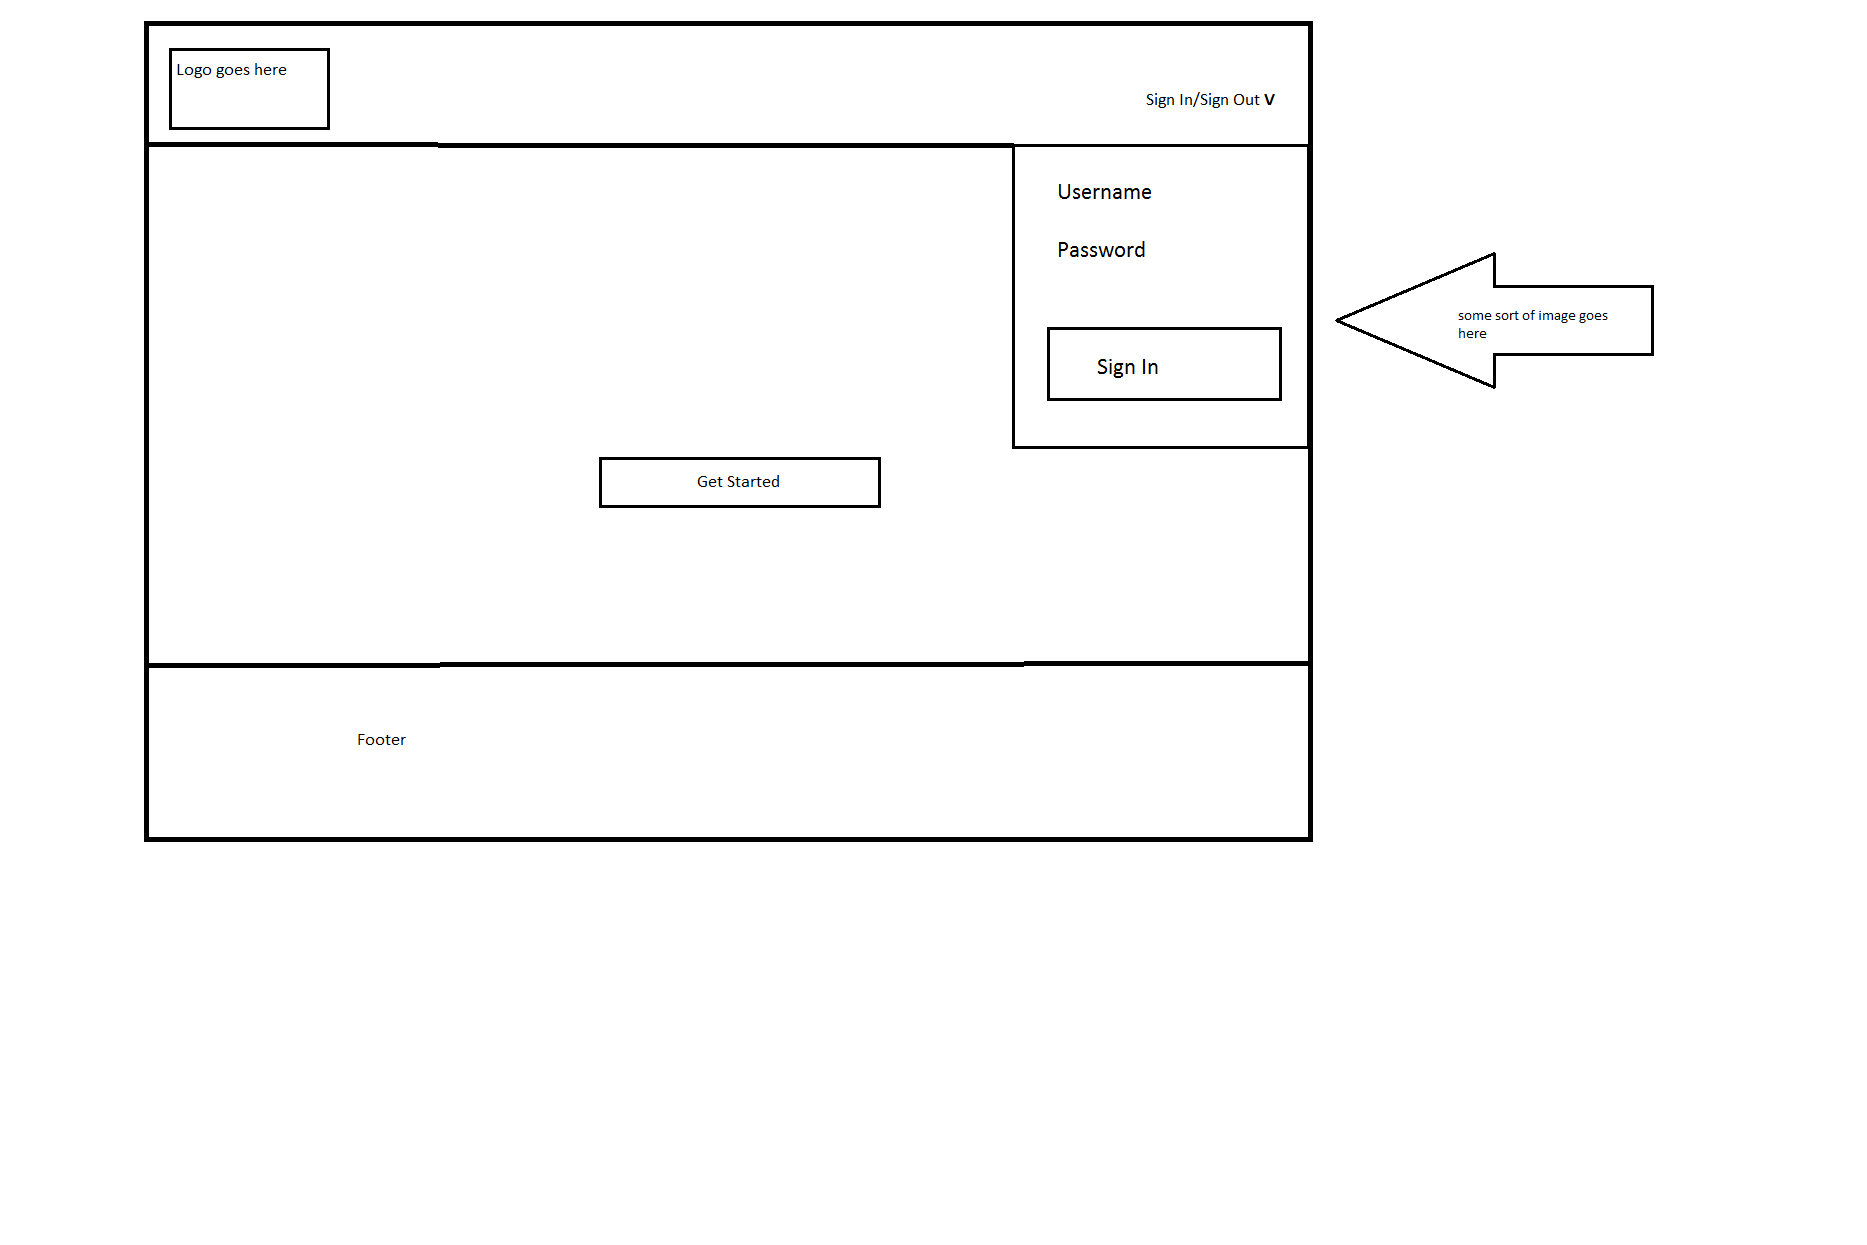 Logo goes here
Sign In/Sign Out V
Username
Password
some sort of image goes
here
Sign In
Get Started
Footer